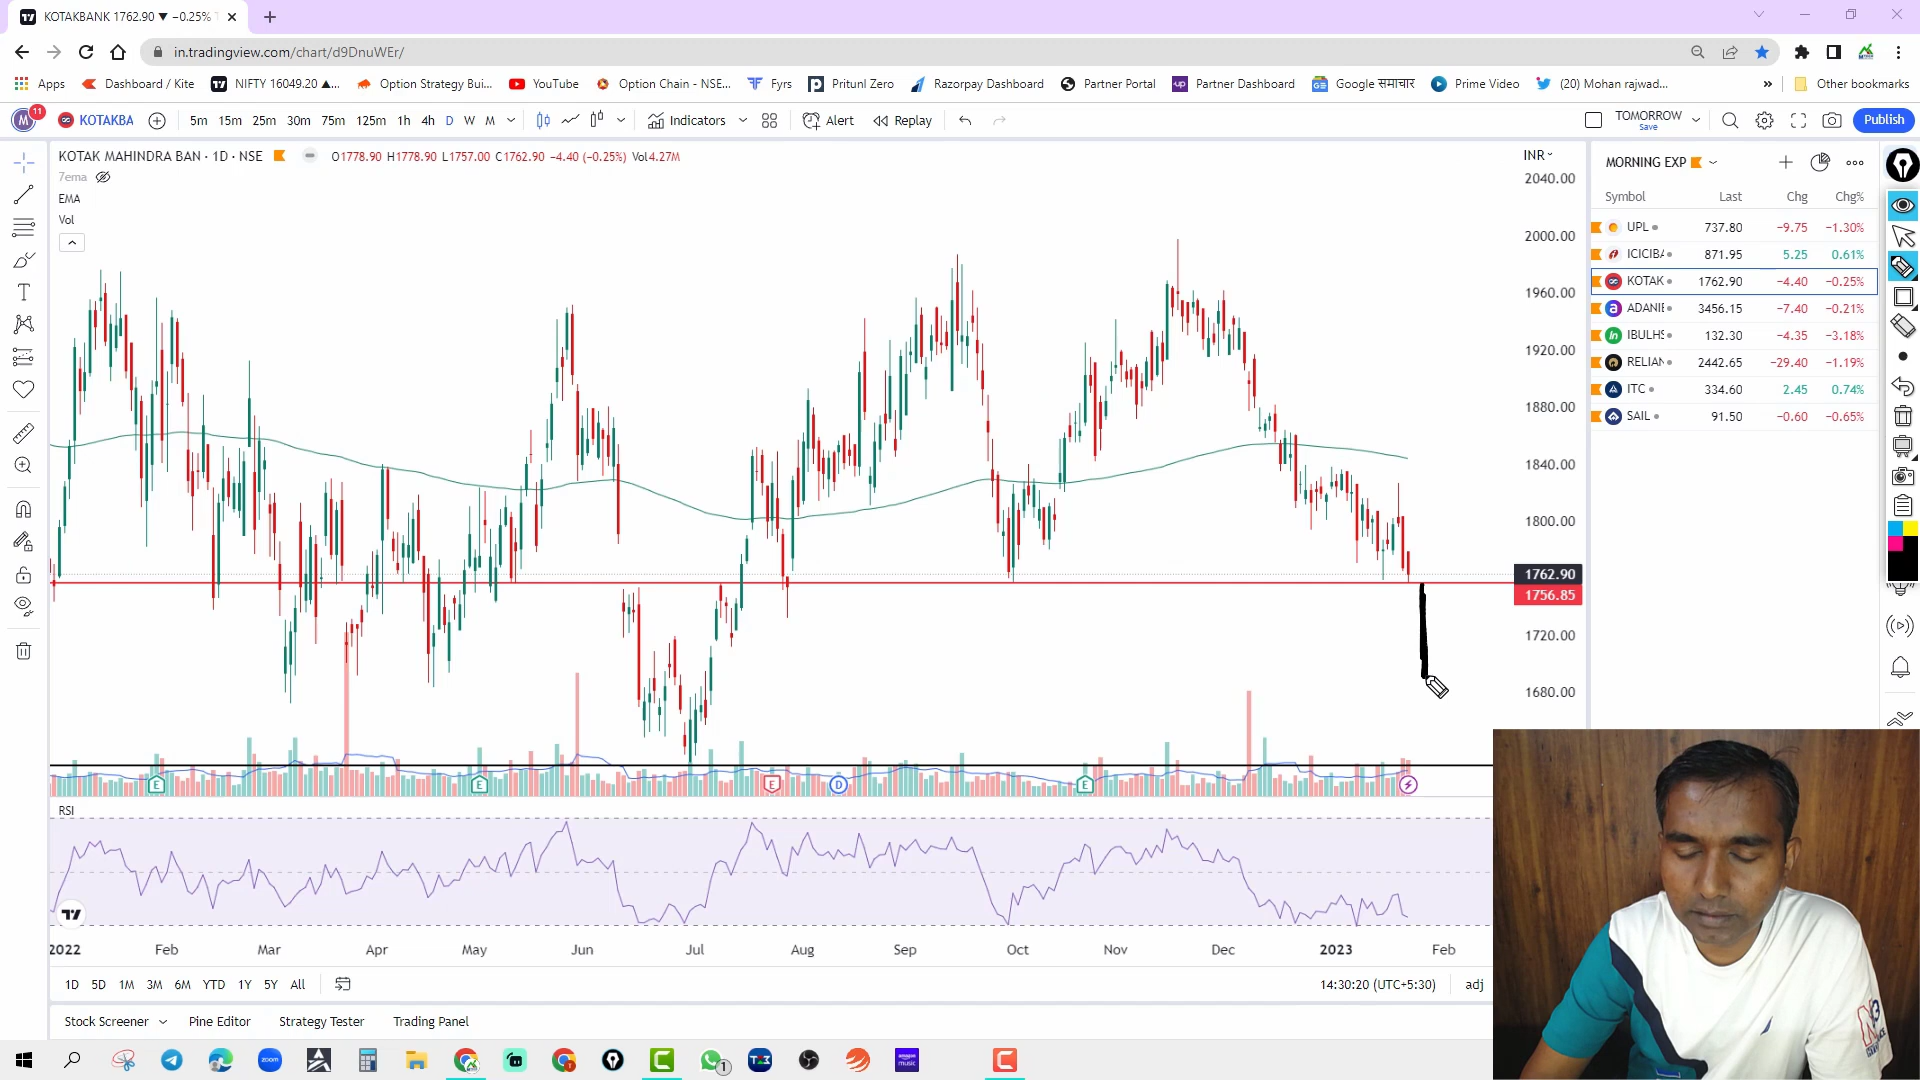 KOTAKBANK 1762.90 ▼ −0.25%
in.tradingview.com/chart/d9DnuWEr/
Apps Dashboard / Kite NIFTY 16049.20 ▲... Option Strategy Bui... YouTube Option Chain - NSE... Fyrs Pritunl Zero Razorpay Dashboard Partner Portal Partner Dashboard Google समाचार Prime Video (20) Mohan rajwad... » Other bookmarks
M 11 KOTAKBA 5m 15m 25m 30m 75m 125m 1h 4h D W M Indicators Alert Replay TOMORROW Save Publish
KOTAK MAHINDRA BAN · 1D · NSE O1778.90 H1778.90 L1757.00 C1762.90 −4.40 (−0.25%) Vol4.27M
7ema
EMA
Vol
INR
2040.00
2000.00
1960.00
1920.00
1880.00
1840.00
1800.00
1762.90
1756.85
1720.00
1680.00
MORNING EXP
Symbol Last Chg Chg%
UPL 737.80 −9.75 −1.30%
ICICIBA 871.95 5.25 0.61%
KOTAK 1762.90 −4.40 −0.25%
ADANIE 3456.15 −7.40 −0.21%
IBULHS 132.30 −4.35 −3.18%
RELIAN 2442.65 −29.40 −1.19%
ITC 334.60 2.45 0.74%
SAIL 91.50 −0.60 −0.65%
E E E D E
RSI
2022 Feb Mar Apr May Jun Jul Aug Sep Oct Nov Dec 2023 Feb
1D 5D 1M 3M 6M YTD 1Y 5Y All 14:30:20 (UTC+5:30) adj
Stock Screener Pine Editor Strategy Tester Trading Panel
zoom
1
amazon music